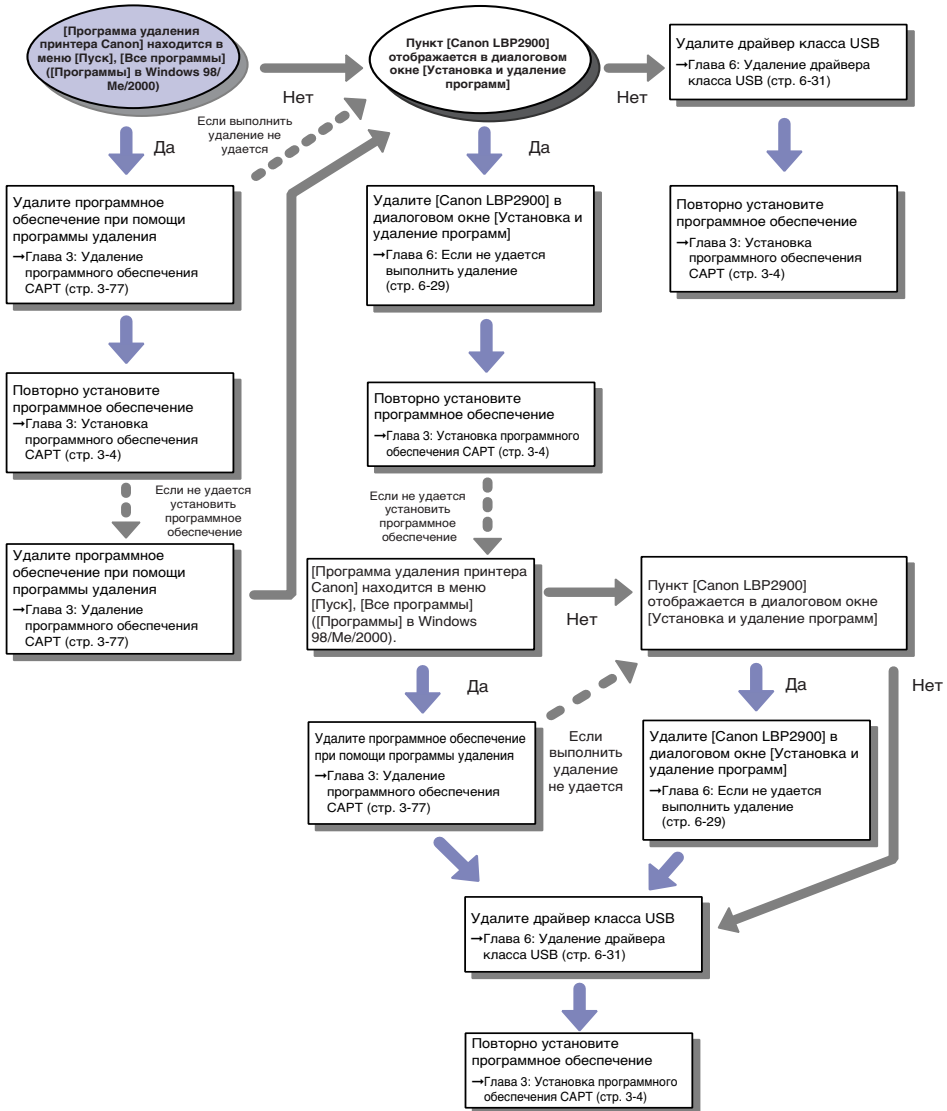 [Программа удаления
принтера Canon] находится в
меню [Пуск], [Все программы]
([Программы] в Windows 98/
Me/2000)
Нет
Пункт [Canon LBP2900]
отображается в диалоговом
окне [Установка и удаление
программ]
Нет
Удалите драйвер класса USB
→Глава 6: Удаление драйвера
класса USB (стр. 6-31)
Если выполнить
удаление не
удается
Да
Да
Удалите программное
обеспечение при помощи
программы удаления
→Глава 3: Удаление
программного обеспечения
CAPT (стр. 3-77)
Удалите [Canon LBP2900] в
диалоговом окне [Установка и
удаление программ]
→Глава 6: Если не удается
выполнить удаление
(стр. 6-29)
Повторно установите
программное обеспечение
→Глава 3: Установка
программного обеспечения
CAPT (стр. 3-4)
Повторно установите
программное обеспечение
→Глава 3: Установка
программного обеспечения
CAPT (стр. 3-4)
Повторно установите
программное обеспечение
→Глава 3: Установка программного
обеспечения CAPT (стр. 3-4)
Если не удается
установить
программное
обеспечение
Если не удается
установить
программное
обеспечение
Удалите программное
обеспечение при помощи
программы удаления
→Глава 3: Удаление
программного обеспечения
CAPT (стр. 3-77)
[Программа удаления принтера
Canon] находится в меню
[Пуск], [Все программы]
([Программы] в Windows
98/Me/2000).
Нет
Пункт [Canon LBP2900]
отображается в диалоговом окне
[Установка и удаление программ]
Да
Да
Нет
Удалите программное обеспечение
при помощи программы удаления
→Глава 3: Удаление
программного обеспечения
CAPT (стр. 3-77)
Если
выполнить
удаление
не удается
Удалите [Canon LBP2900] в
диалоговом окне [Установка и
удаление программ]
→Глава 6: Если не удается
выполнить удаление
(стр. 6-29)
Удалите драйвер класса USB
→Глава 6: Удаление драйвера
класса USB (стр. 6-31)
Повторно установите
программное обеспечение
→Глава 3: Установка программного
обеспечения CAPT (стр. 3-4)